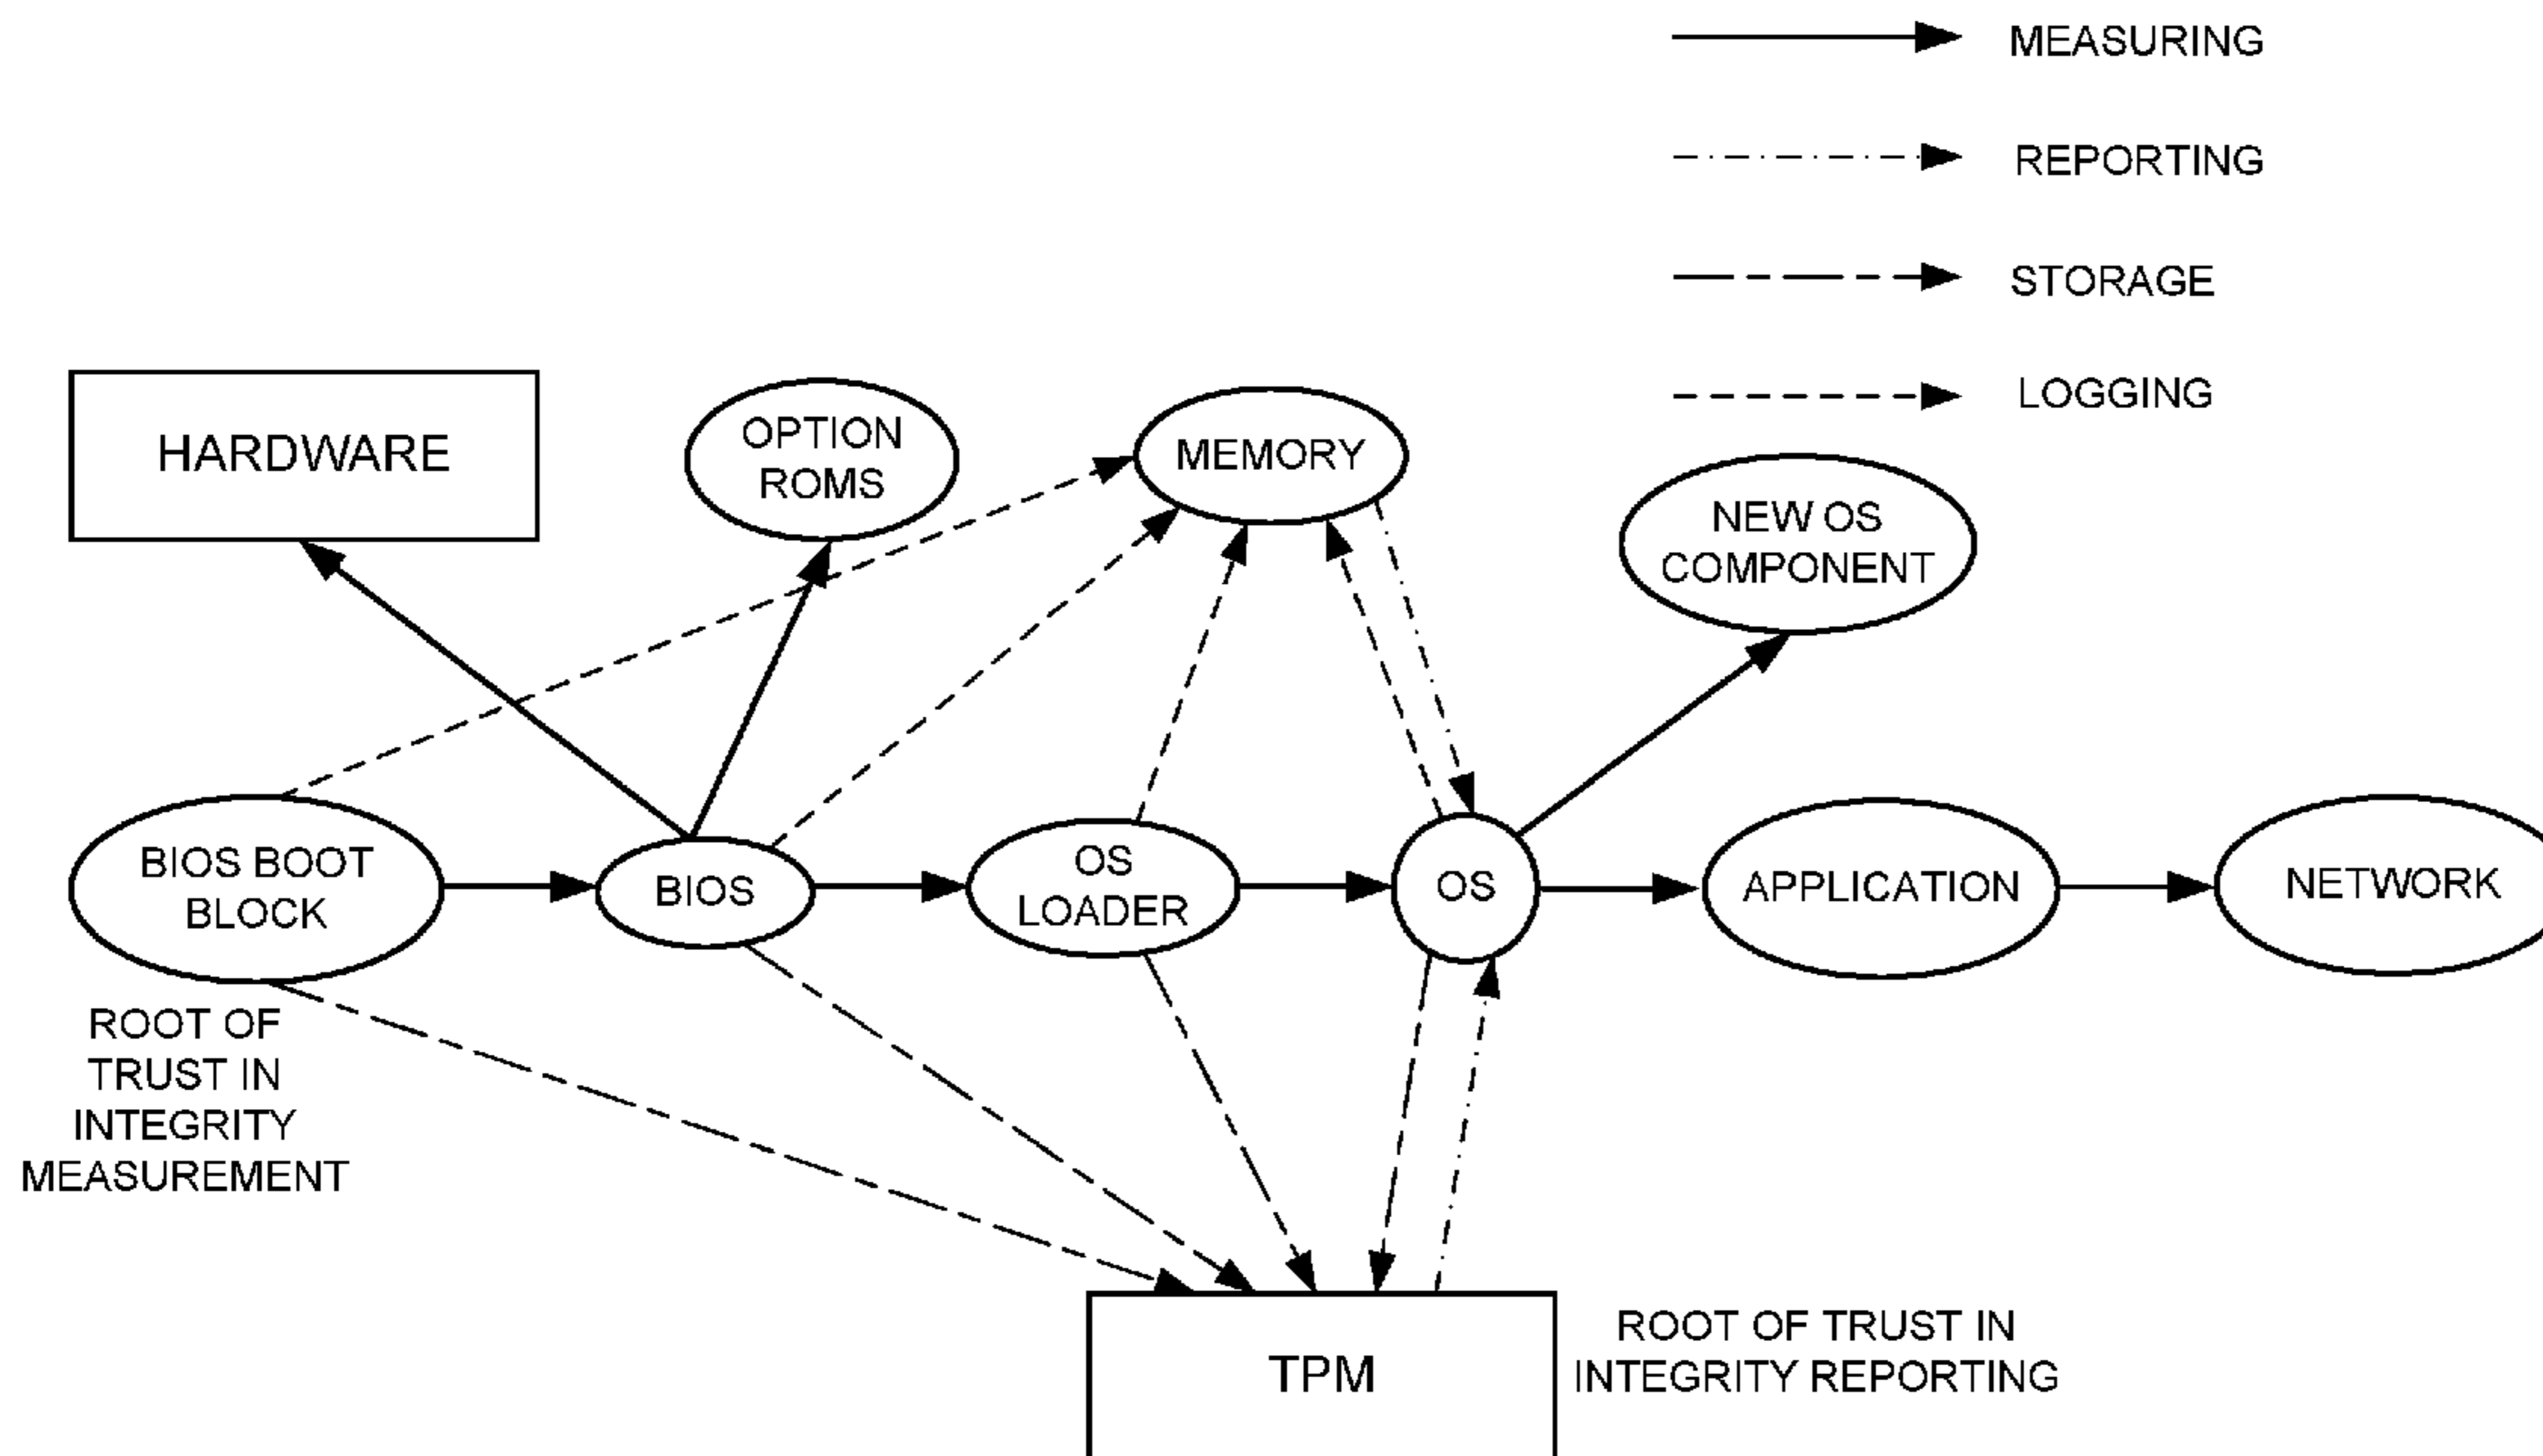 MEASURING
REPORTING
STORAGE
LOGGING
HARDWARE
OPTION
ROMS
MEMORY
NEW OS
COMPONENT
BIOS BOOT
BLOCK
BIOS
OS
LOADER
OS
APPLICATION
NETWORK
ROOT OF
TRUST IN
INTEGRITY
MEASUREMENT
TPM
ROOT OF TRUST IN
INTEGRITY REPORTING